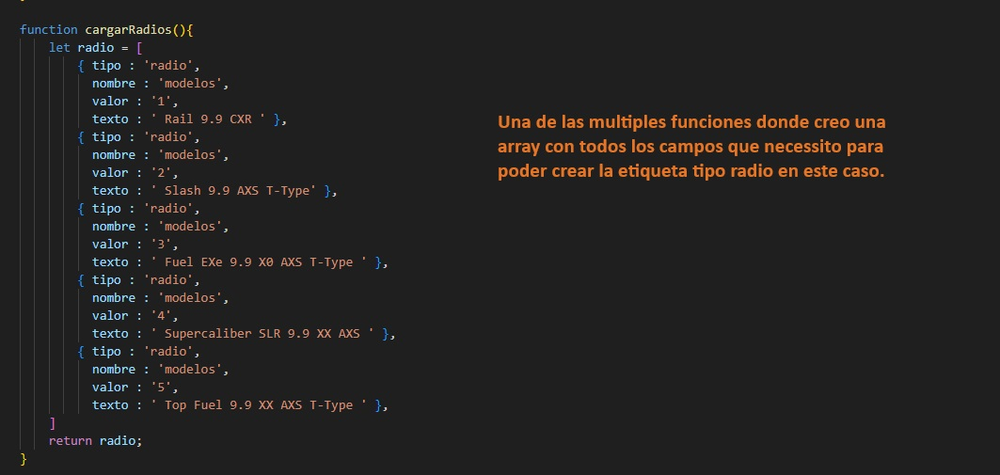 function cargarRadios(){
let radio = [
{ tipo : 'radio',
nombre : 'modelos',
valor : '1',
texto : ' Rail 9.9 CXR ' },
{ tipo : 'radio',
nombre : 'modelos',
valor : '2',
texto : ' Slash 9.9 AXS T-Type' },
{ tipo : 'radio',
nombre : 'modelos',
valor : '3',
texto : ' Fuel EXe 9.9 X0 AXS T-Type ' },
{ tipo : 'radio',
nombre : 'modelos',
valor : '4',
texto : ' Supercaliber SLR 9.9 XX AXS ' },
{ tipo : 'radio',
nombre : 'modelos',
valor : '5',
texto : ' Top Fuel 9.9 XX AXS T-Type ' },
]
return radio;
}
Una de las multiples funciones donde creo una
array con todos los campos que necessito para
poder crear la etiqueta tipo radio en este caso.